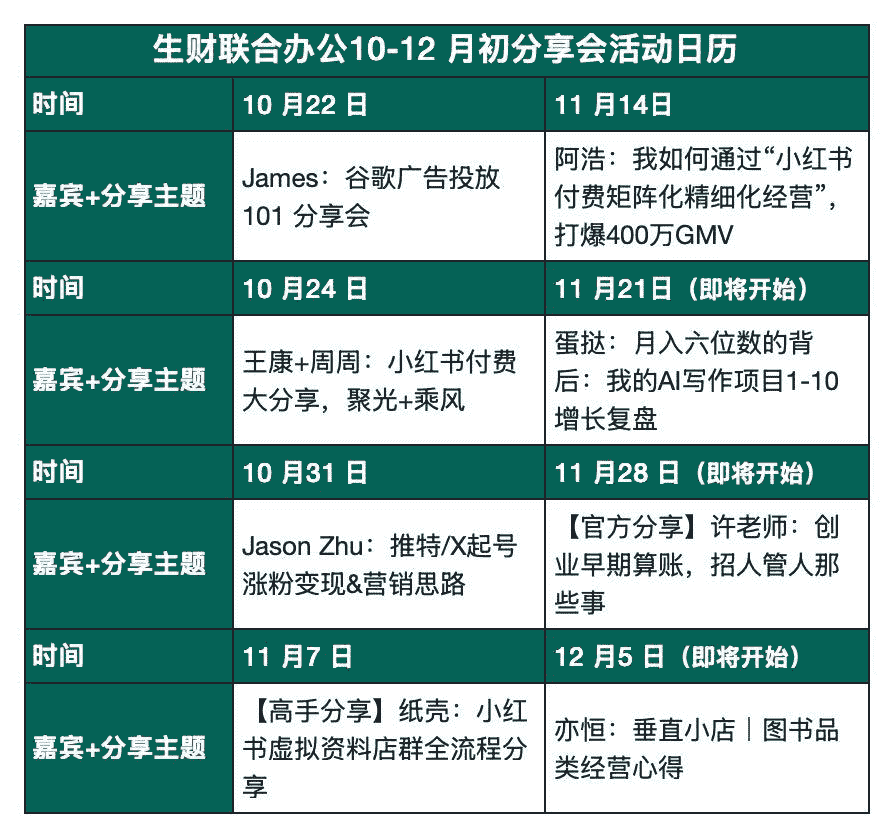 生财联合办公10-12 月初分享会活动日历
时间
10 月22 日
11 月14日
嘉宾+分享主题
James：谷歌广告投放
101 分享会
阿浩：我如何通过“小红书
付费矩阵化精细化经营”，
打爆400万GMV
时间
10 月24 日
11 月21日（即将开始）
嘉宾+分享主题
王康+周周：小红书付费
大分享，聚光+乘风
蛋挞：月入六位数的背
后：我的AI写作项目1-10
增长复盘
时间
10 月31 日
11 月28 日（即将开始）
嘉宾+分享主题
Jason Zhu：推特/X起号
涨粉变现&营销思路
【官方分享】许老师：创
业早期算账，招人管人那
些事
时间
11 月7 日
12 月5 日（即将开始）
嘉宾+分享主题
【高手分享】纸壳：小红
书虚拟资料店群全流程分
享
亦恒：垂直小店｜图书品
类经营心得